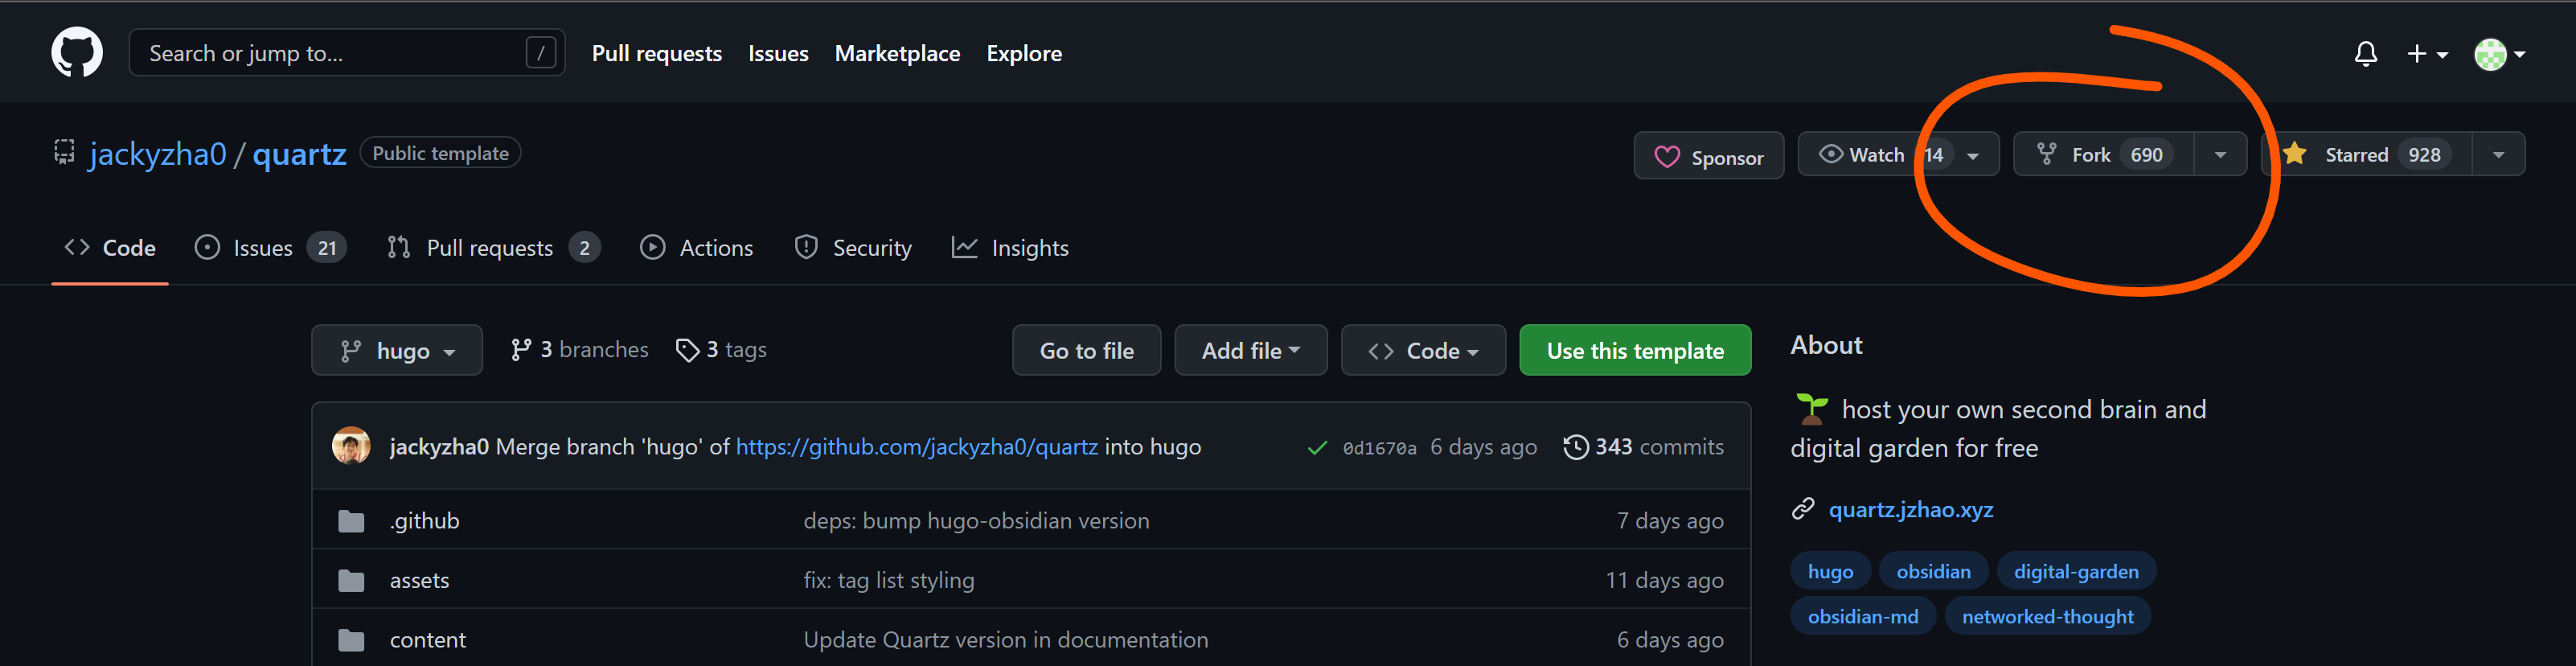 Search or jump to... / Pull requests Issues Marketplace Explore
jackyzha0 / quartz Public template Sponsor Watch 14 Fork 690 Starred 928
Code Issues 21 Pull requests 2 Actions Security Insights
hugo 3 branches 3 tags Go to file Add file Code Use this template
About
host your own second brain and
digital garden for free
jackyzha0 Merge branch 'hugo' of https://github.com/jackyzha0/quartz into hugo 0d1670a 6 days ago 343 commits
quartz.jzhao.xyz
.github deps: bump hugo-obsidian version 7 days ago
hugo obsidian digital-garden
assets fix: tag list styling 11 days ago
obsidian-md networked-thought
content Update Quartz version in documentation 6 days ago